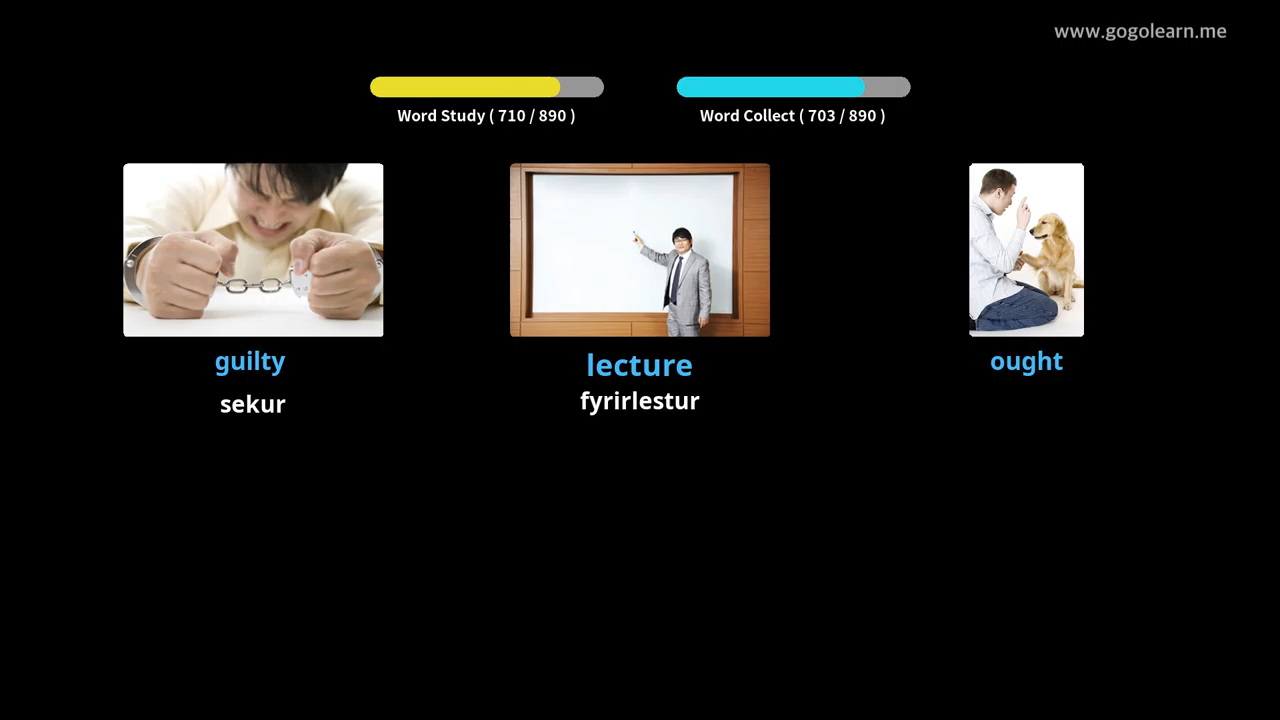 www.gogolearn.me
Word Study ( 710 / 890 )
Word Collect ( 703 / 890 )
guilty
sekur
lecture
fyrirlestur
ought